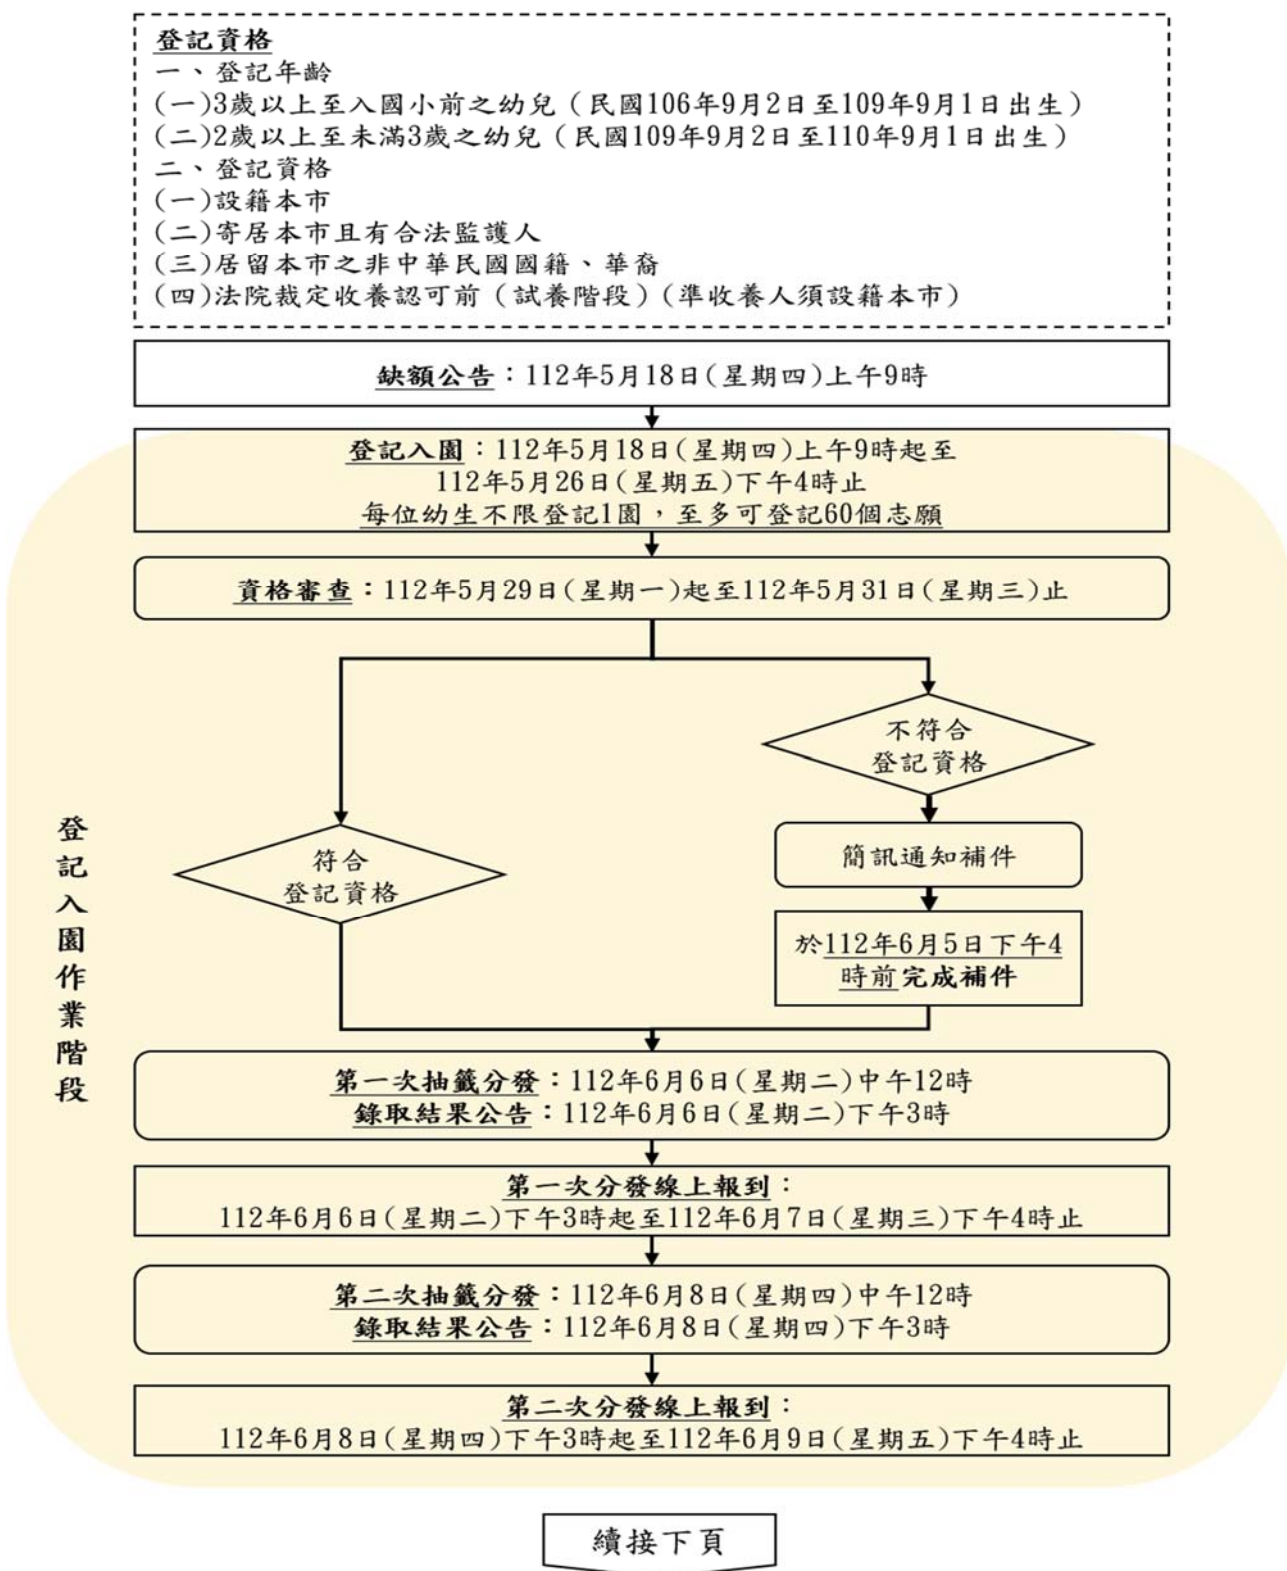 登記資格
一、登記年齡
(一)3歲以上至入國小前之幼兒（民國106年9月2日至109年9月1日出生）
(二)2歲以上至未滿3歲之幼兒（民國109年9月2日至110年9月1日出生）
二、登記資格
(一)設籍本市
(二)寄居本市且有合法監護人
(三)居留本市之非中華民國國籍、華裔
(四)法院裁定收養認可前（試養階段）(準收養人須設籍本市）
缺額公告：112年5月18日(星期四)上午9時
登記入園：112年5月18日(星期四)上午9時起至
112年5月26日(星期五)下午4時止
每位幼生不限登記1園，至多可登記60個志願
資格審查：112年5月29日(星期一)起至112年5月31日(星期三)止
不符合
登記資格
符合
登記資格
簡訊通知補件
於112年6月5日下午4
時前完成補件
登記入園作業階段
第一次抽籤分發：112年6月6日(星期二)中午12時
錄取結果公告：112年6月6日(星期二)下午3時
第一次分發線上報到：
112年6月6日(星期二)下午3時起至112年6月7日(星期三)下午4時止
第二次抽籤分發：112年6月8日(星期四)中午12時
錄取結果公告：112年6月8日(星期四)下午3時
第二次分發線上報到：
112年6月8日(星期四)下午3時起至112年6月9日(星期五)下午4時止
續接下頁